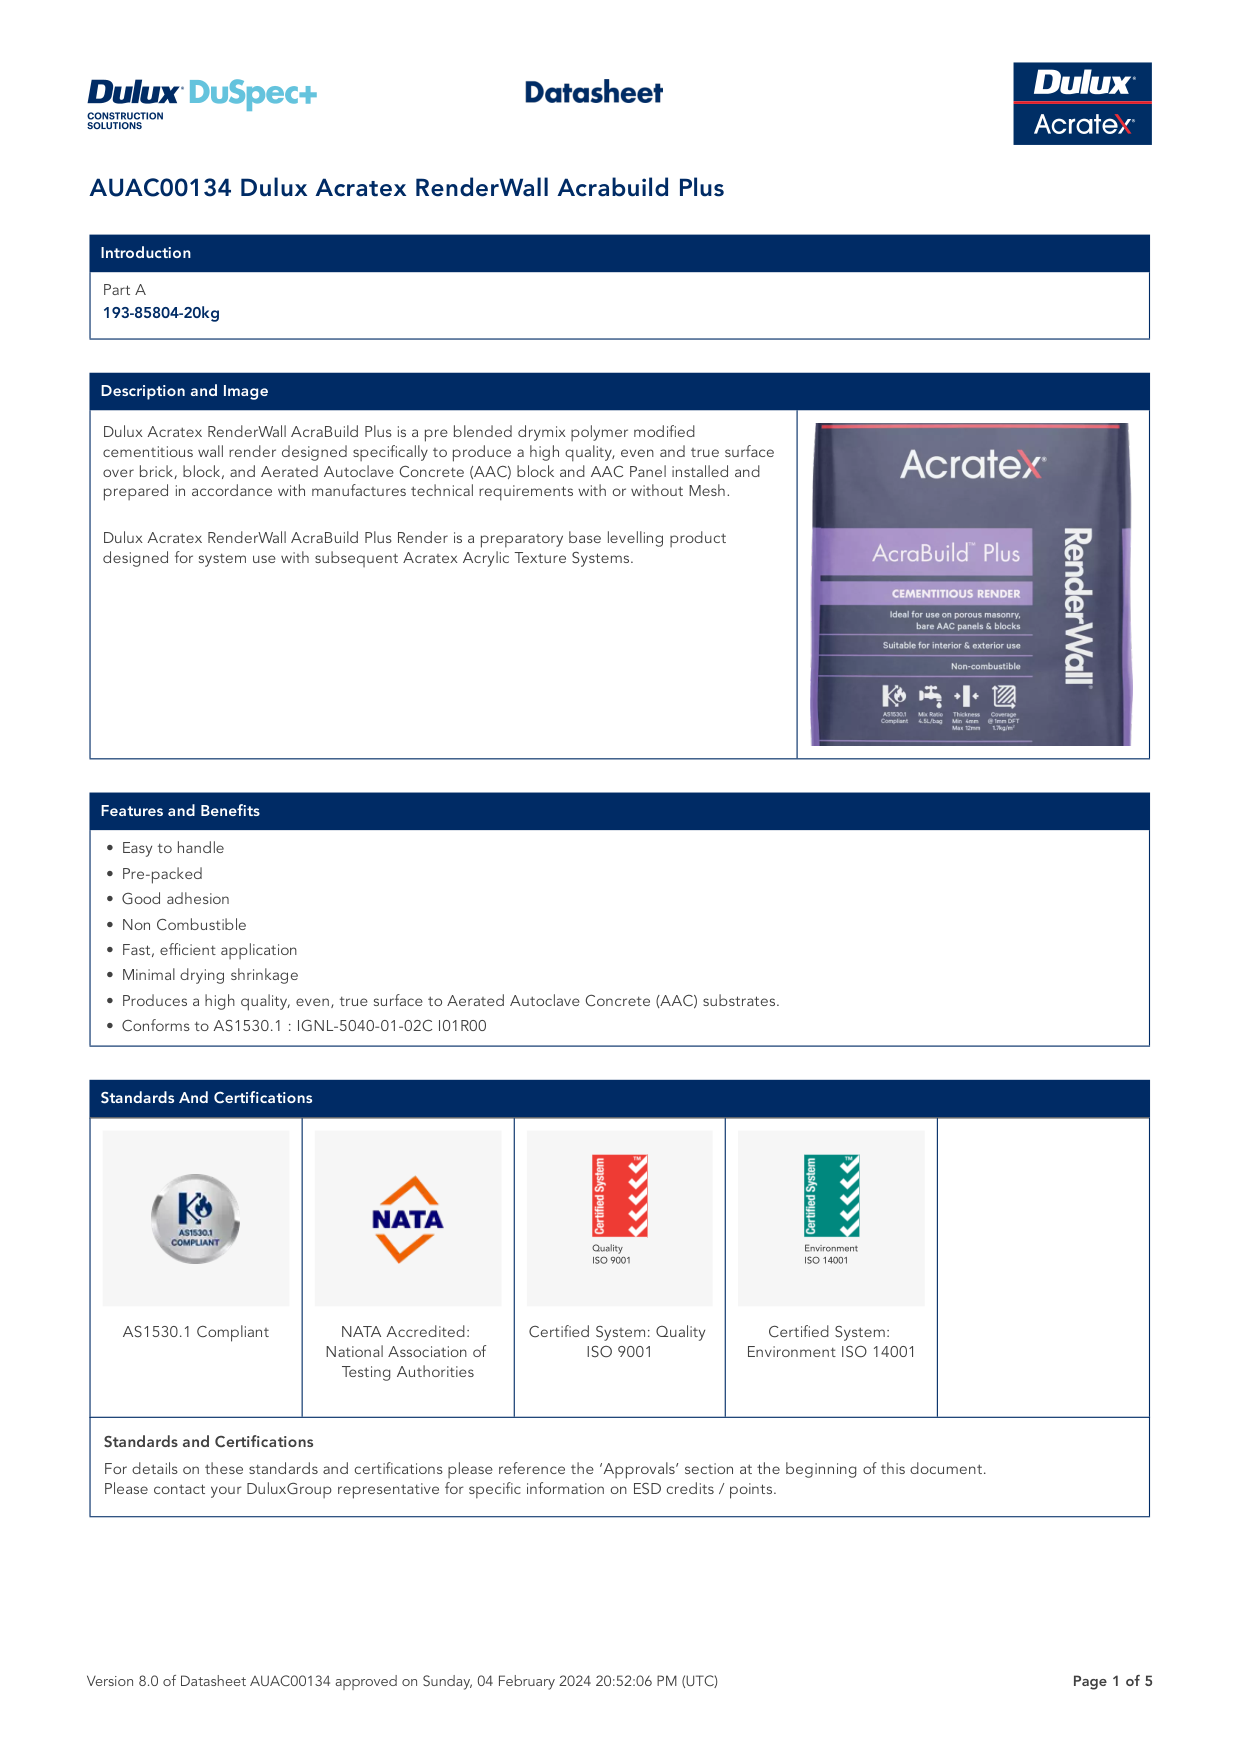 Dulux DuSpec+
CONSTRUCTION
SOLUTIONS
Datasheet
Dulux
Acratex
AUAC00134 Dulux Acratex RenderWall Acrabuild Plus
Introduction
Part A
193-85804-20kg
Description and Image
Dulux Acratex RenderWall AcraBuild Plus is a pre blended drymix polymer modified
cementitious wall render designed specifically to produce a high quality, even and true surface
over brick, block, and Aerated Autoclave Concrete (AAC) block and AAC Panel installed and
prepared in accordance with manufactures technical requirements with or without Mesh.
Dulux Acratex RenderWall AcraBuild Plus Render is a preparatory base levelling product
designed for system use with subsequent Acratex Acrylic Texture Systems.
Acratex
AcraBuild™ Plus
CEMENTITIOUS RENDER
Ideal for use on porous masonry,
bare AAC panels & blocks
Suitable for interior & exterior use
Non-combustible
RenderWall
AS1530.1
Compliant
Mix Ratio
4.5L/bag
Thickness
Min 4mm
Max 12mm
Coverage
@ 1mm DFT
1.7kg/m²
Features and Benefits
• Easy to handle
• Pre-packed
• Good adhesion
• Non Combustible
• Fast, efficient application
• Minimal drying shrinkage
• Produces a high quality, even, true surface to Aerated Autoclave Concrete (AAC) substrates.
• Conforms to AS1530.1 : IGNL-5040-01-02C I01R00
Standards And Certifications
AS1530.1
COMPLIANT
NATA
Certified System
Quality
ISO 9001
Certified System
Environment
ISO 14001
AS1530.1 Compliant
NATA Accredited:
National Association of
Testing Authorities
Certified System: Quality
ISO 9001
Certified System:
Environment ISO 14001
Standards and Certifications
For details on these standards and certifications please reference the ‘Approvals’ section at the beginning of this document.
Please contact your DuluxGroup representative for specific information on ESD credits / points.
Version 8.0 of Datasheet AUAC00134 approved on Sunday, 04 February 2024 20:52:06 PM (UTC)
Page 1 of 5